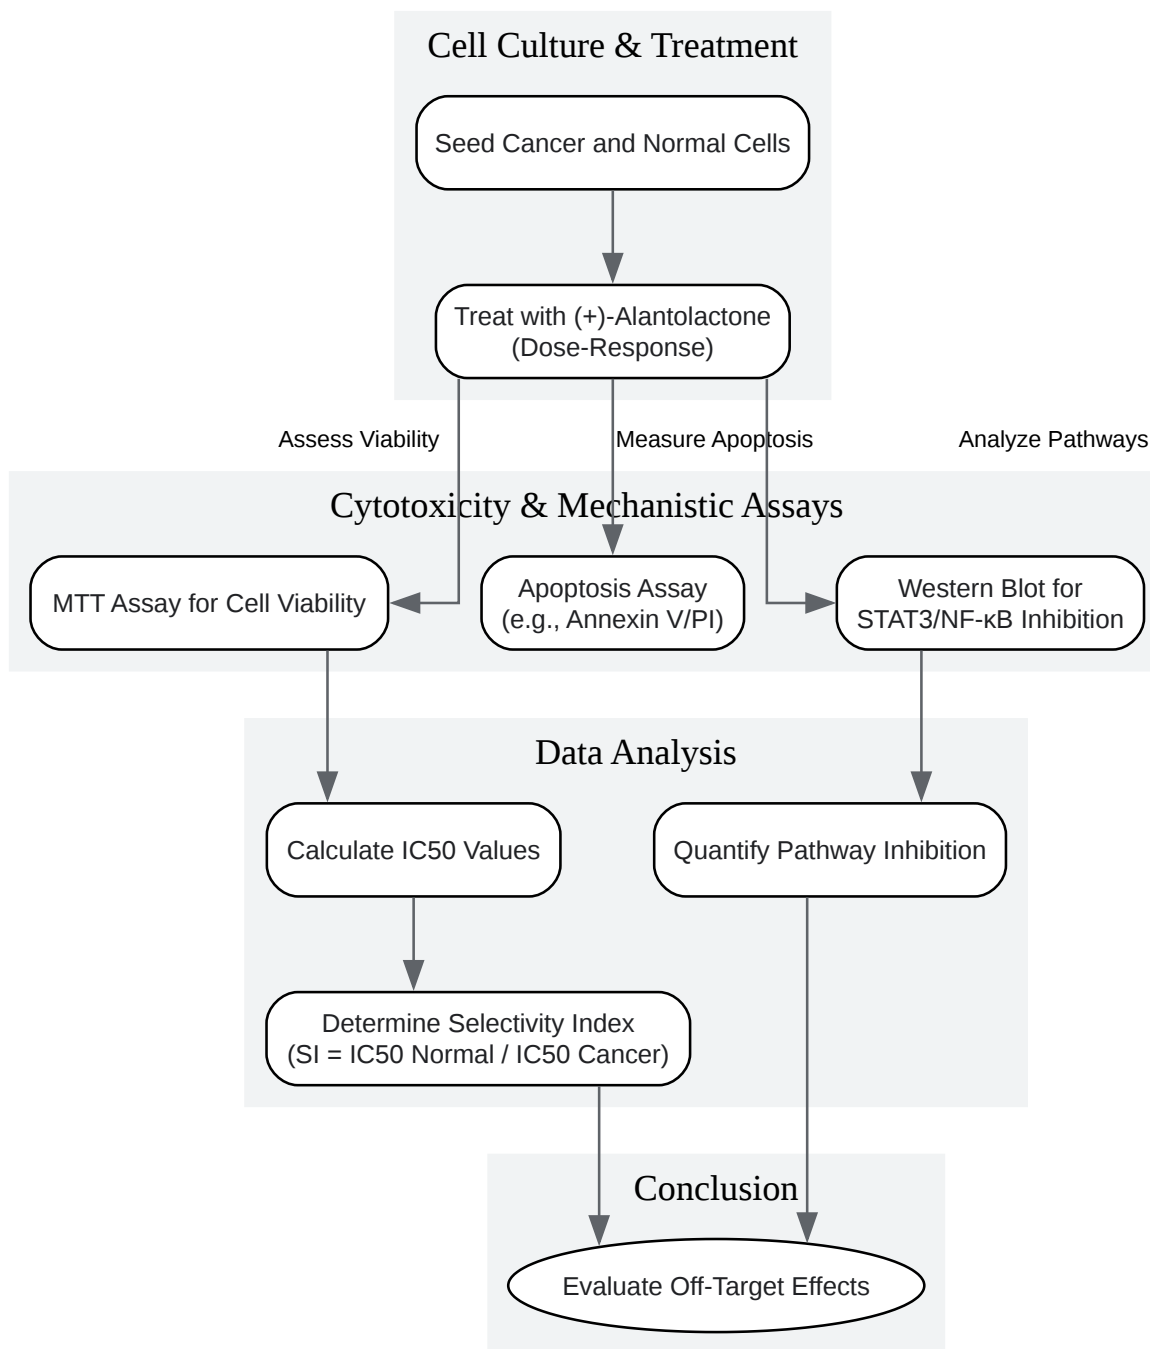 Cell Culture & Treatment
Seed Cancer and Normal Cells
Treat with (+)-Alantolactone
(Dose-Response)
Assess Viability
Measure Apoptosis
Analyze Pathways
Cytotoxicity & Mechanistic Assays
MTT Assay for Cell Viability
Apoptosis Assay
(e.g., Annexin V/PI)
Western Blot for
STAT3/NF-κB Inhibition
Data Analysis
Calculate IC50 Values
Quantify Pathway Inhibition
Determine Selectivity Index
(SI = IC50 Normal / IC50 Cancer)
Conclusion
Evaluate Off-Target Effects